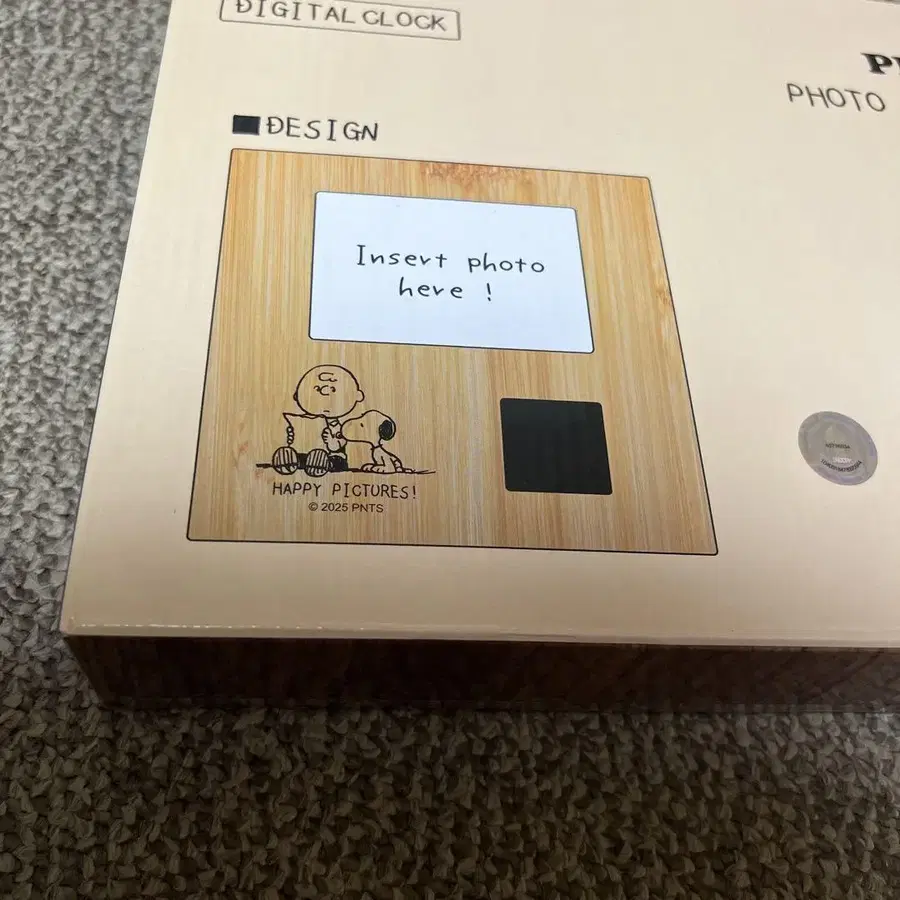 DIGITAL CLOCK
PHOTO
DESIGN
Insert photo
here !
HAPPY PICTURES!
© 2025 PNTS